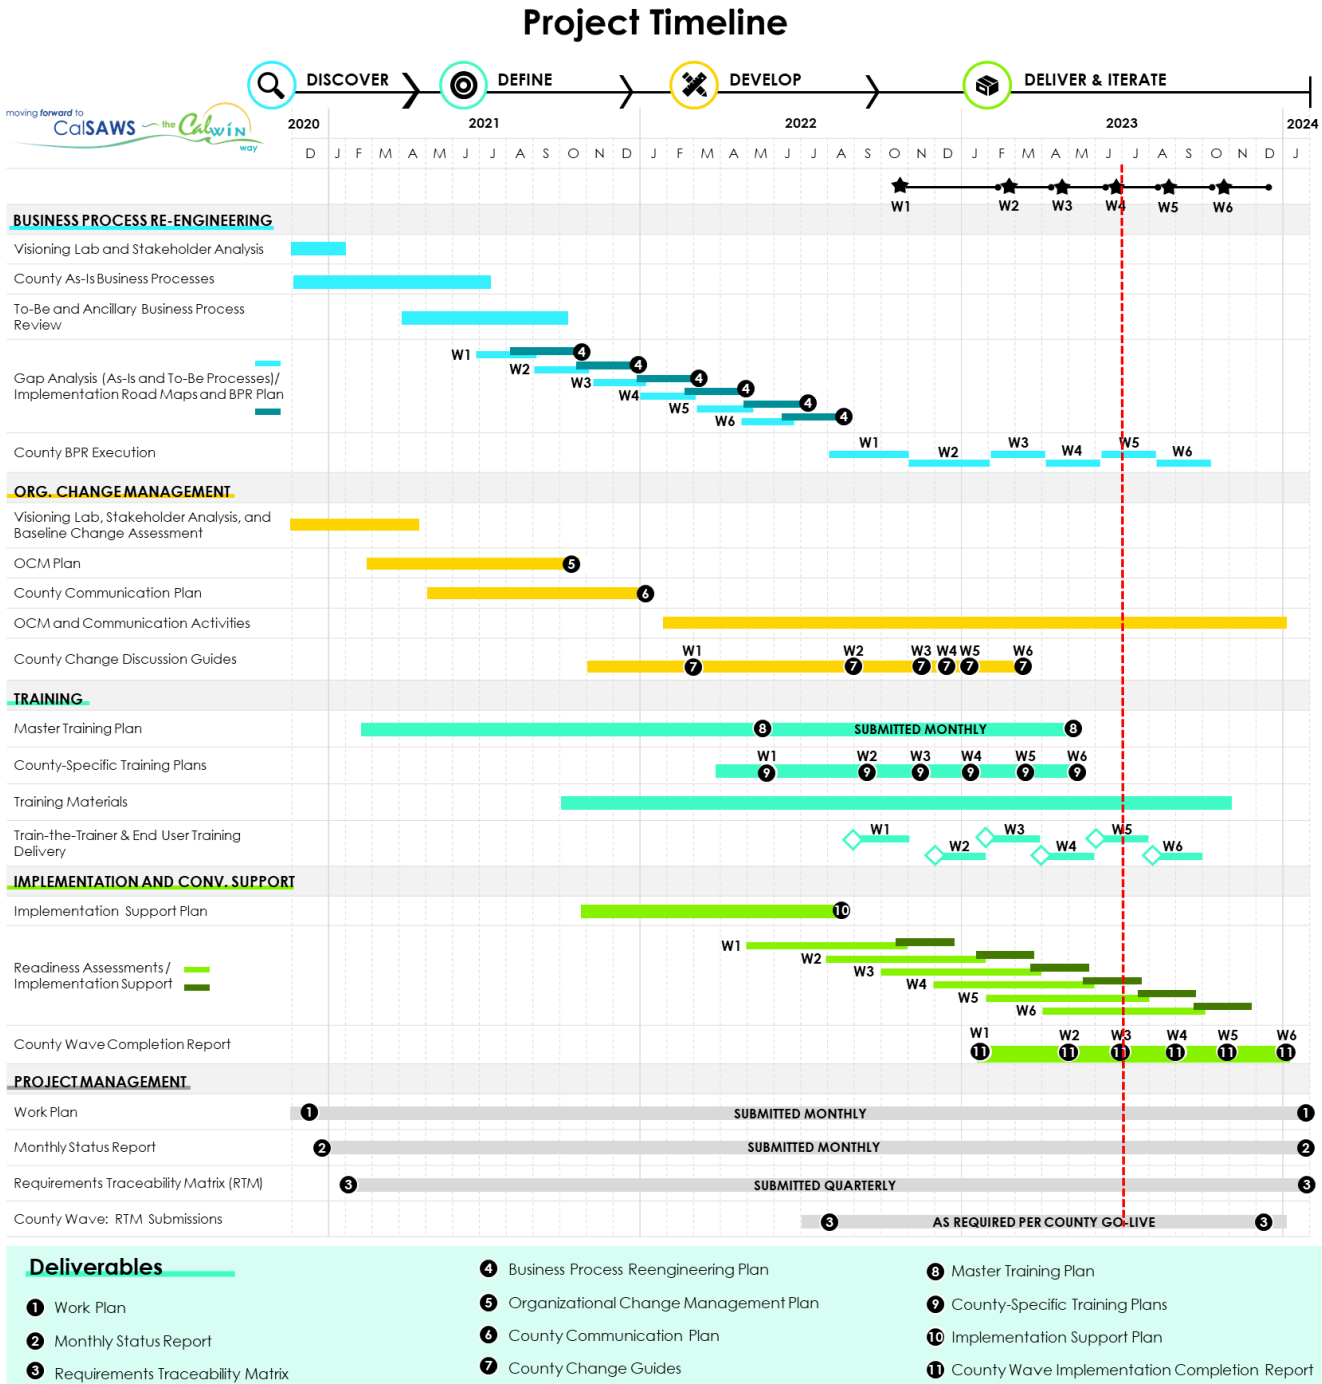 Project Timeline
DISCOVER
DEFINE
DEVELOP
DELIVER & ITERATE
moving forward to
CalSAWS the CalWIN
way
2020 2021 2022 2023 2024
D J F M A M J J A S O N D J F M A M J J A S O N D J F M A M J J A S O N D J
W1 W2 W3 W4 W5 W6
BUSINESS PROCESS RE-ENGINEERING
Visioning Lab and Stakeholder Analysis
County As-Is Business Processes
To-Be and Ancillary Business Process
Review
W1 4
W2 4
W3 4
Gap Analysis (As-Is and To-Be Processes)/
Implementation Road Maps and BPR Plan
W4 4
W5 4
W6 4
County BPR Execution
W1 W2 W3 W4 W5 W6
ORG. CHANGE MANAGEMENT
Visioning Lab, Stakeholder Analysis, and
Baseline Change Assessment
OCM Plan 5
County Communication Plan 6
OCM and Communication Activities
County Change Discussion Guides
W1 W2 W3 W4 W5 W6
7 7 7 7 7 7
TRAINING
Master Training Plan 8 SUBMITTED MONTHLY 8
County-Specific Training Plans
W1 W2 W3 W4 W5 W6
9 9 9 9 9 9
Training Materials
Train-the-Trainer & End User Training
Delivery
W1 W2 W3 W4 W5 W6
IMPLEMENTATION AND CONV. SUPPORT
Implementation Support Plan 10
Readiness Assessments/
Implementation Support
W1
W2
W3
W4
W5
W6
County Wave Completion Report
W1 W2 W3 W4 W5 W6
11 11 11 11 11 11
PROJECT MANAGEMENT
Work Plan 1 SUBMITTED MONTHLY 1
Monthly Status Report 2 SUBMITTED MONTHLY 2
Requirements Traceability Matrix (RTM) 3 SUBMITTED QUARTERLY 3
County Wave: RTM Submissions 3 AS REQUIRED PER COUNTY GO-LIVE 3
Deliverables
1 Work Plan
2 Monthly Status Report
3 Requirements Traceability Matrix
4 Business Process Reengineering Plan
5 Organizational Change Management Plan
6 County Communication Plan
7 County Change Guides
8 Master Training Plan
9 County-Specific Training Plans
10 Implementation Support Plan
11 County Wave Implementation Completion Report